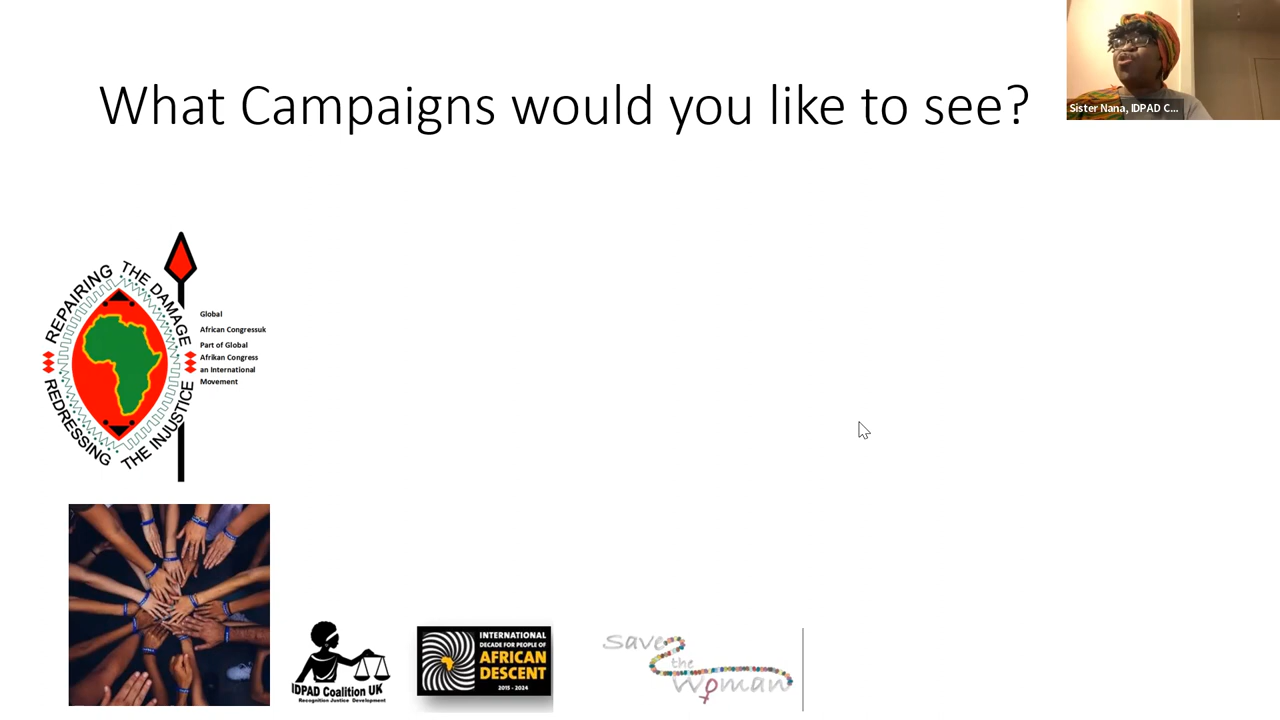 What Campaigns would you like to see?
Sister Nana, IDPAD C...
REPAIRING THE DAMAGE
REDRESSING THE INJUSTICE
Global
African Congressuk
Part of Global
Afrikan Congress
an International
Movement
IDPAD Coalition UK
Recognition Justice Development
INTERNATIONAL
DECADE FOR PEOPLE OF
AFRICAN
DESCENT
2015 - 2024
save
the
woman